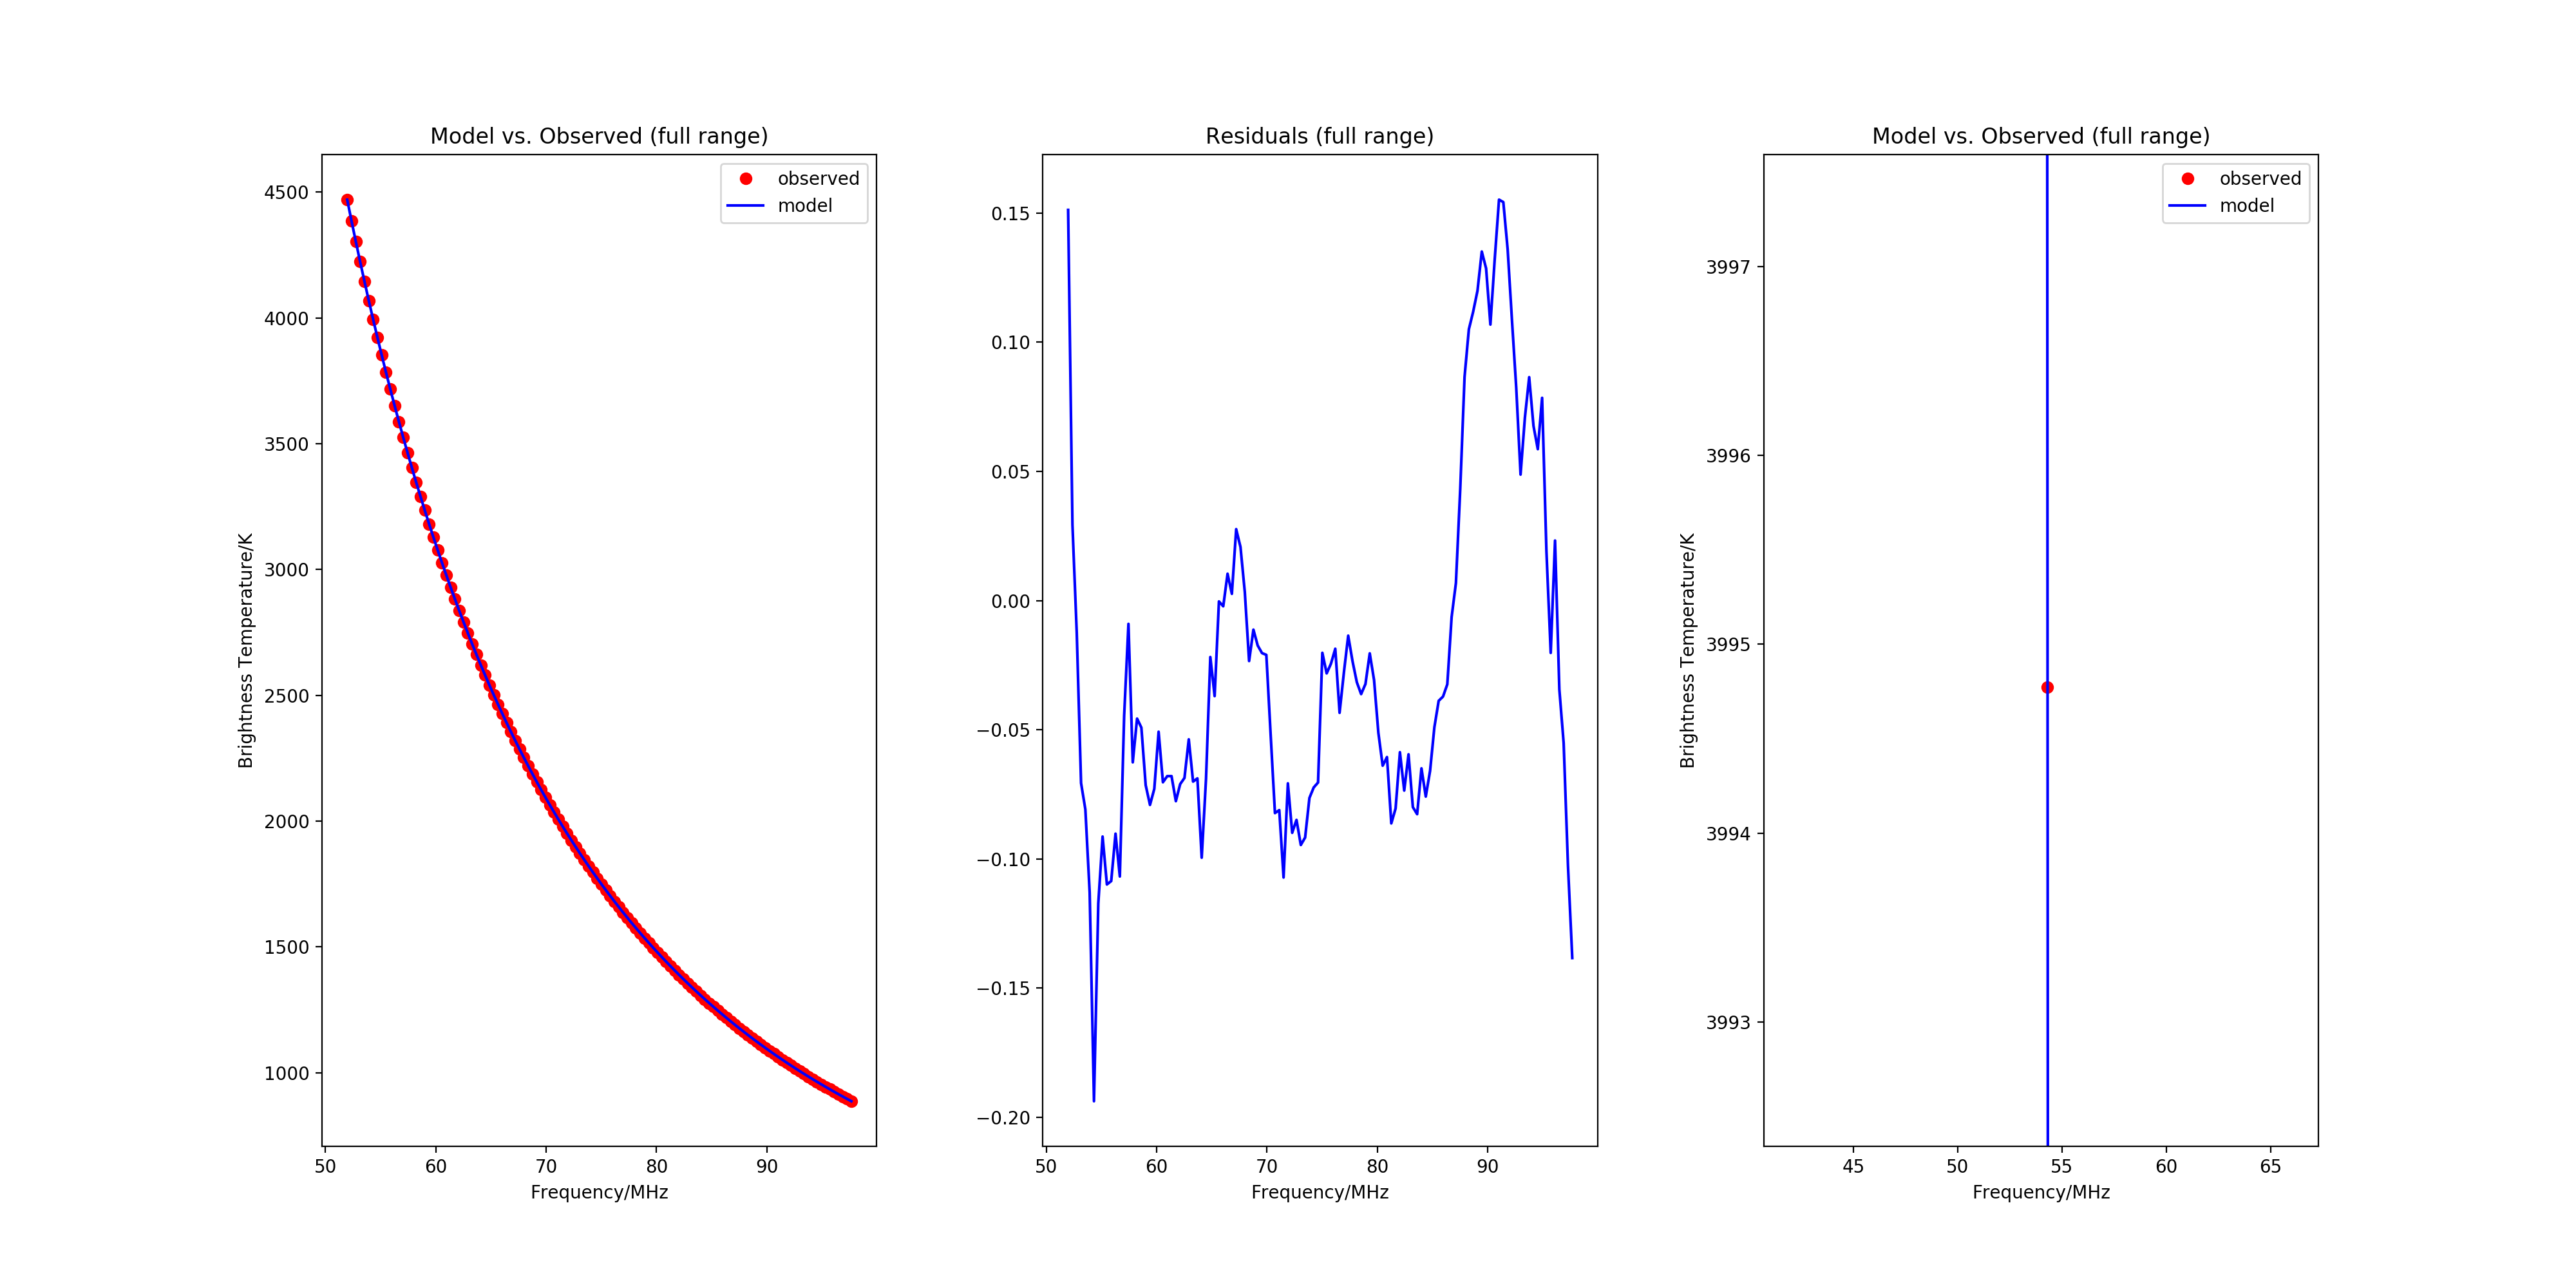 Model vs. Observed (full range)
observed
model
4500
4000
3500
3000
2500
2000
1500
1000
Brightness Temperature/K
50 60 70 80 90
Frequency/MHz
Residuals (full range)
0.15
0.10
0.05
0.00
−0.05
−0.10
−0.15
−0.20
50 60 70 80 90
Frequency/MHz
Model vs. Observed (full range)
observed
model
3997
3996
3995
3994
3993
Brightness Temperature/K
45 50 55 60 65
Frequency/MHz